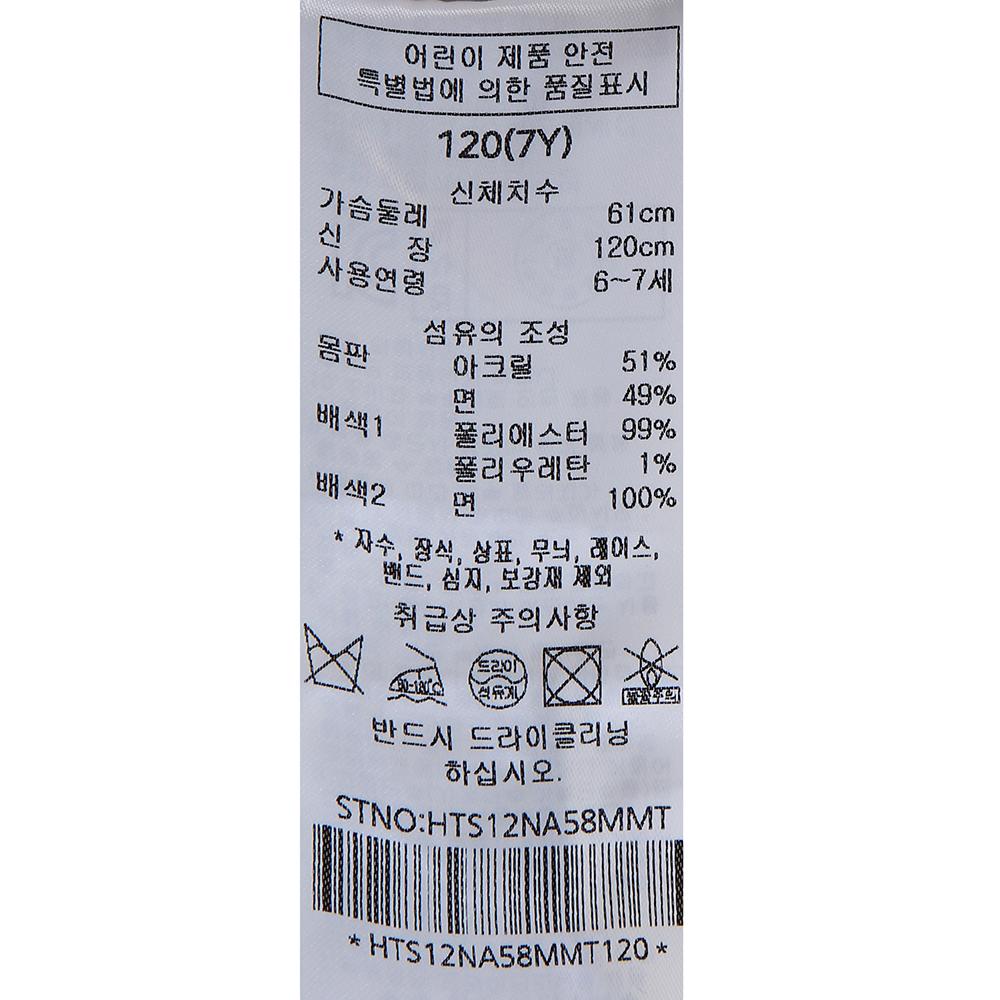 어린이 제품 안전
특별법에 의한 품질표시
120(7Y)
신체치수
가슴둘레 61cm
신 장 120cm
사용연령 6~7세
섬유의 조성
몸판 아크릴 51%
면 49%
배색1 폴리에스터 99%
폴리우레탄 1%
배색2 면 100%
* 자수, 장식, 상표, 무늬, 레이스,
밴드, 심지, 보강재 제외
취급상 주의사항
드라이
석유계
반드시 드라이클리닝
하십시오.
STNO:HTS12NA58MMT
*HTS12NA58MMT120*